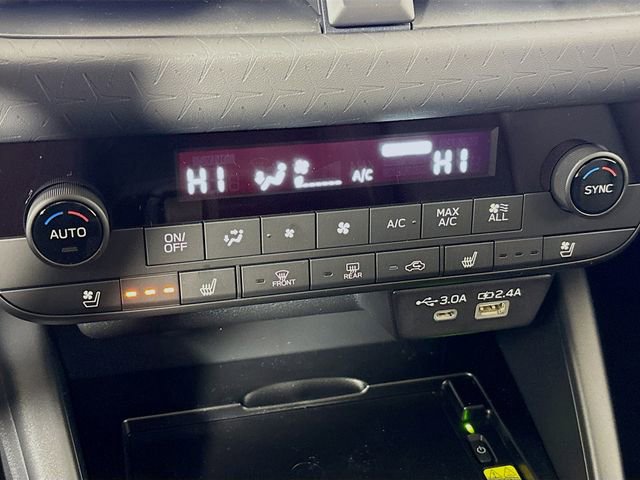 HI A/C HI
AUTO
ON/OFF
A/C
MAX A/C
ALL
SYNC
FRONT
REAR
3.0A
2.4A